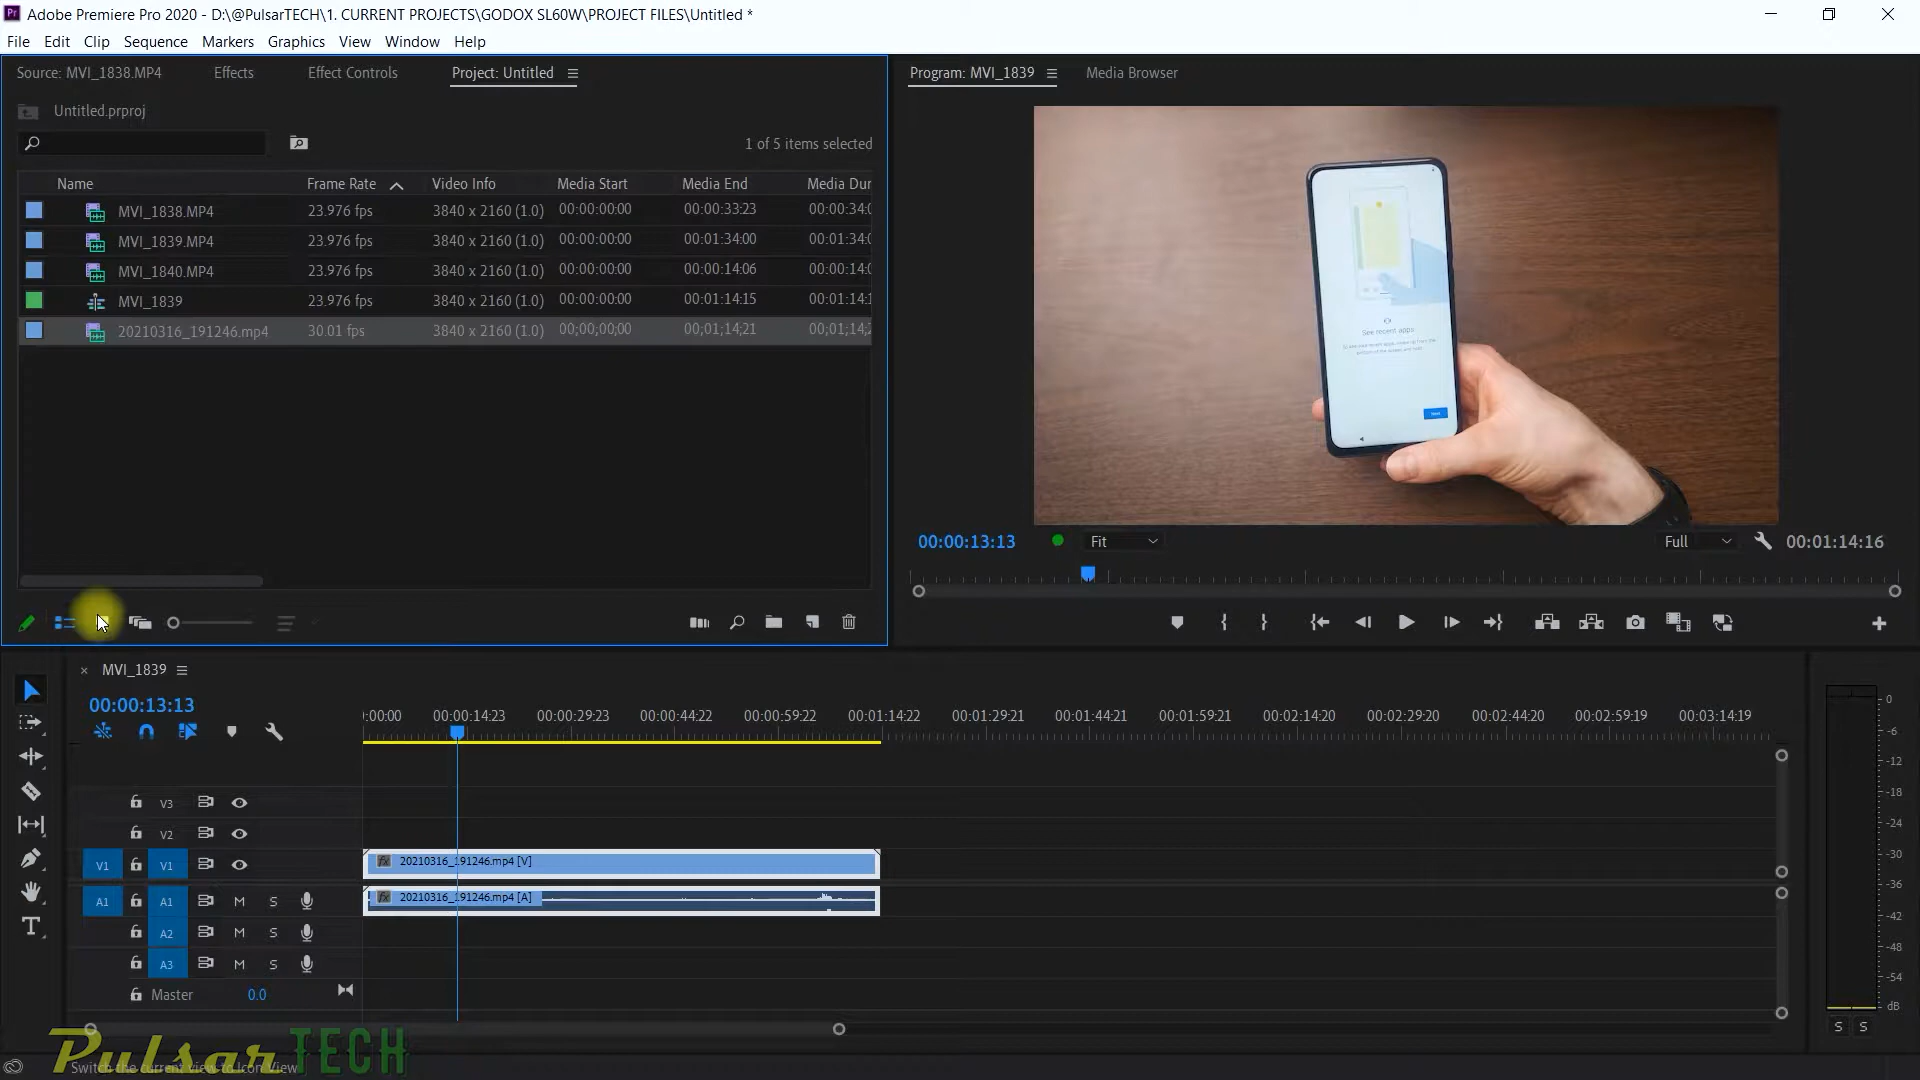 Adobe Premiere Pro 2020 - D:\@PulsarTECH\1. CURRENT PROJECTS\GODOX SL60W\PROJECT FILES\Untitled *
File Edit Clip Sequence Markers Graphics View Window Help
Source: MVI_1838.MP4 Effects Effect Controls Project: Untitled
Program: MVI_1839 Media Browser
Untitled.prproj
1 of 5 items selected
Name Frame Rate Video Info Media Start Media End Media Dur
MVI_1838.MP4 23.976 fps 3840 x 2160 (1.0) 00:00:00:00 00:00:33:23 00:00:34:0
MVI_1839.MP4 23.976 fps 3840 x 2160 (1.0) 00:00:00:00 00:01:34:00 00:01:34:0
MVI_1840.MP4 23.976 fps 3840 x 2160 (1.0) 00:00:00:00 00:00:14:06 00:00:14:0
MVI_1839 23.976 fps 3840 x 2160 (1.0) 00:00:00:00 00:01:14:15 00:01:14:1
20210316_191246.mp4 30.01 fps 3840 x 2160 (1.0) 00;00;00;00 00;01;14;21 00;01;14;2
See recent apps
Next
00:00:13:13 Fit Full 00:01:14:16
MVI_1839
00:00:13:13
:00:00 00:00:14:23 00:00:29:23 00:00:44:22 00:00:59:22 00:01:14:22 00:01:29:21 00:01:44:21 00:01:59:21 00:02:14:20 00:02:29:20 00:02:44:20 00:02:59:19 00:03:14:19
V3
V2
V1 V1 20210316_191246.mp4 [V]
A1 A1 M S 20210316_191246.mp4 [A]
A2 M S
A3 M S
Master 0.0
0
-6
-12
-18
-24
-30
-36
-42
-48
-54
dB
S S
PulsarTECH
Switch the current view to Icon View